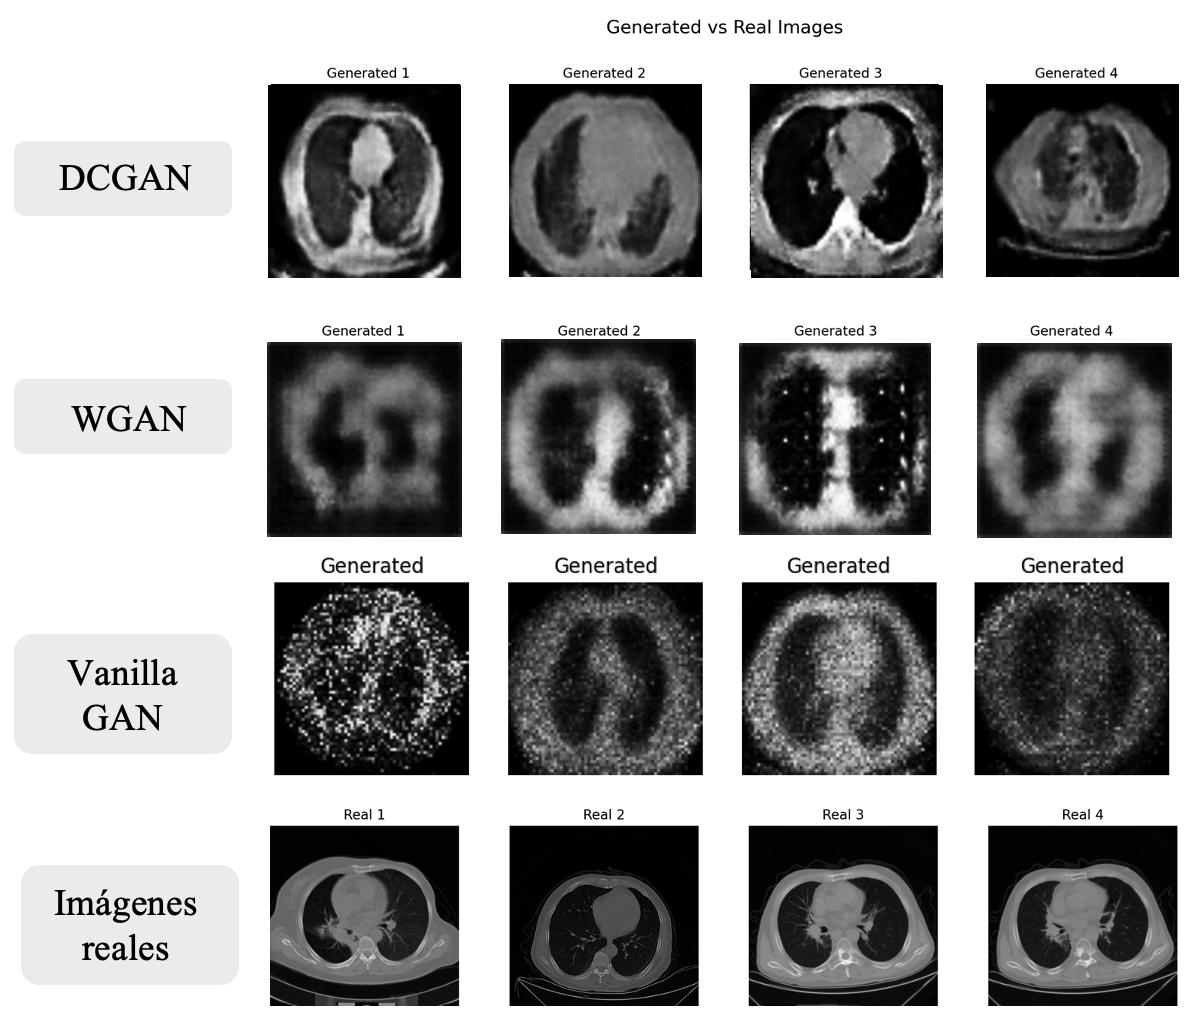 Generated vs Real Images
Generated 1
Generated 2
Generated 3
Generated 4
DCGAN
Generated 1
Generated 2
Generated 3
Generated 4
WGAN
Generated
Generated
Generated
Generated
Vanilla
GAN
Real 1
Real 2
Real 3
Real 4
Imágenes
reales